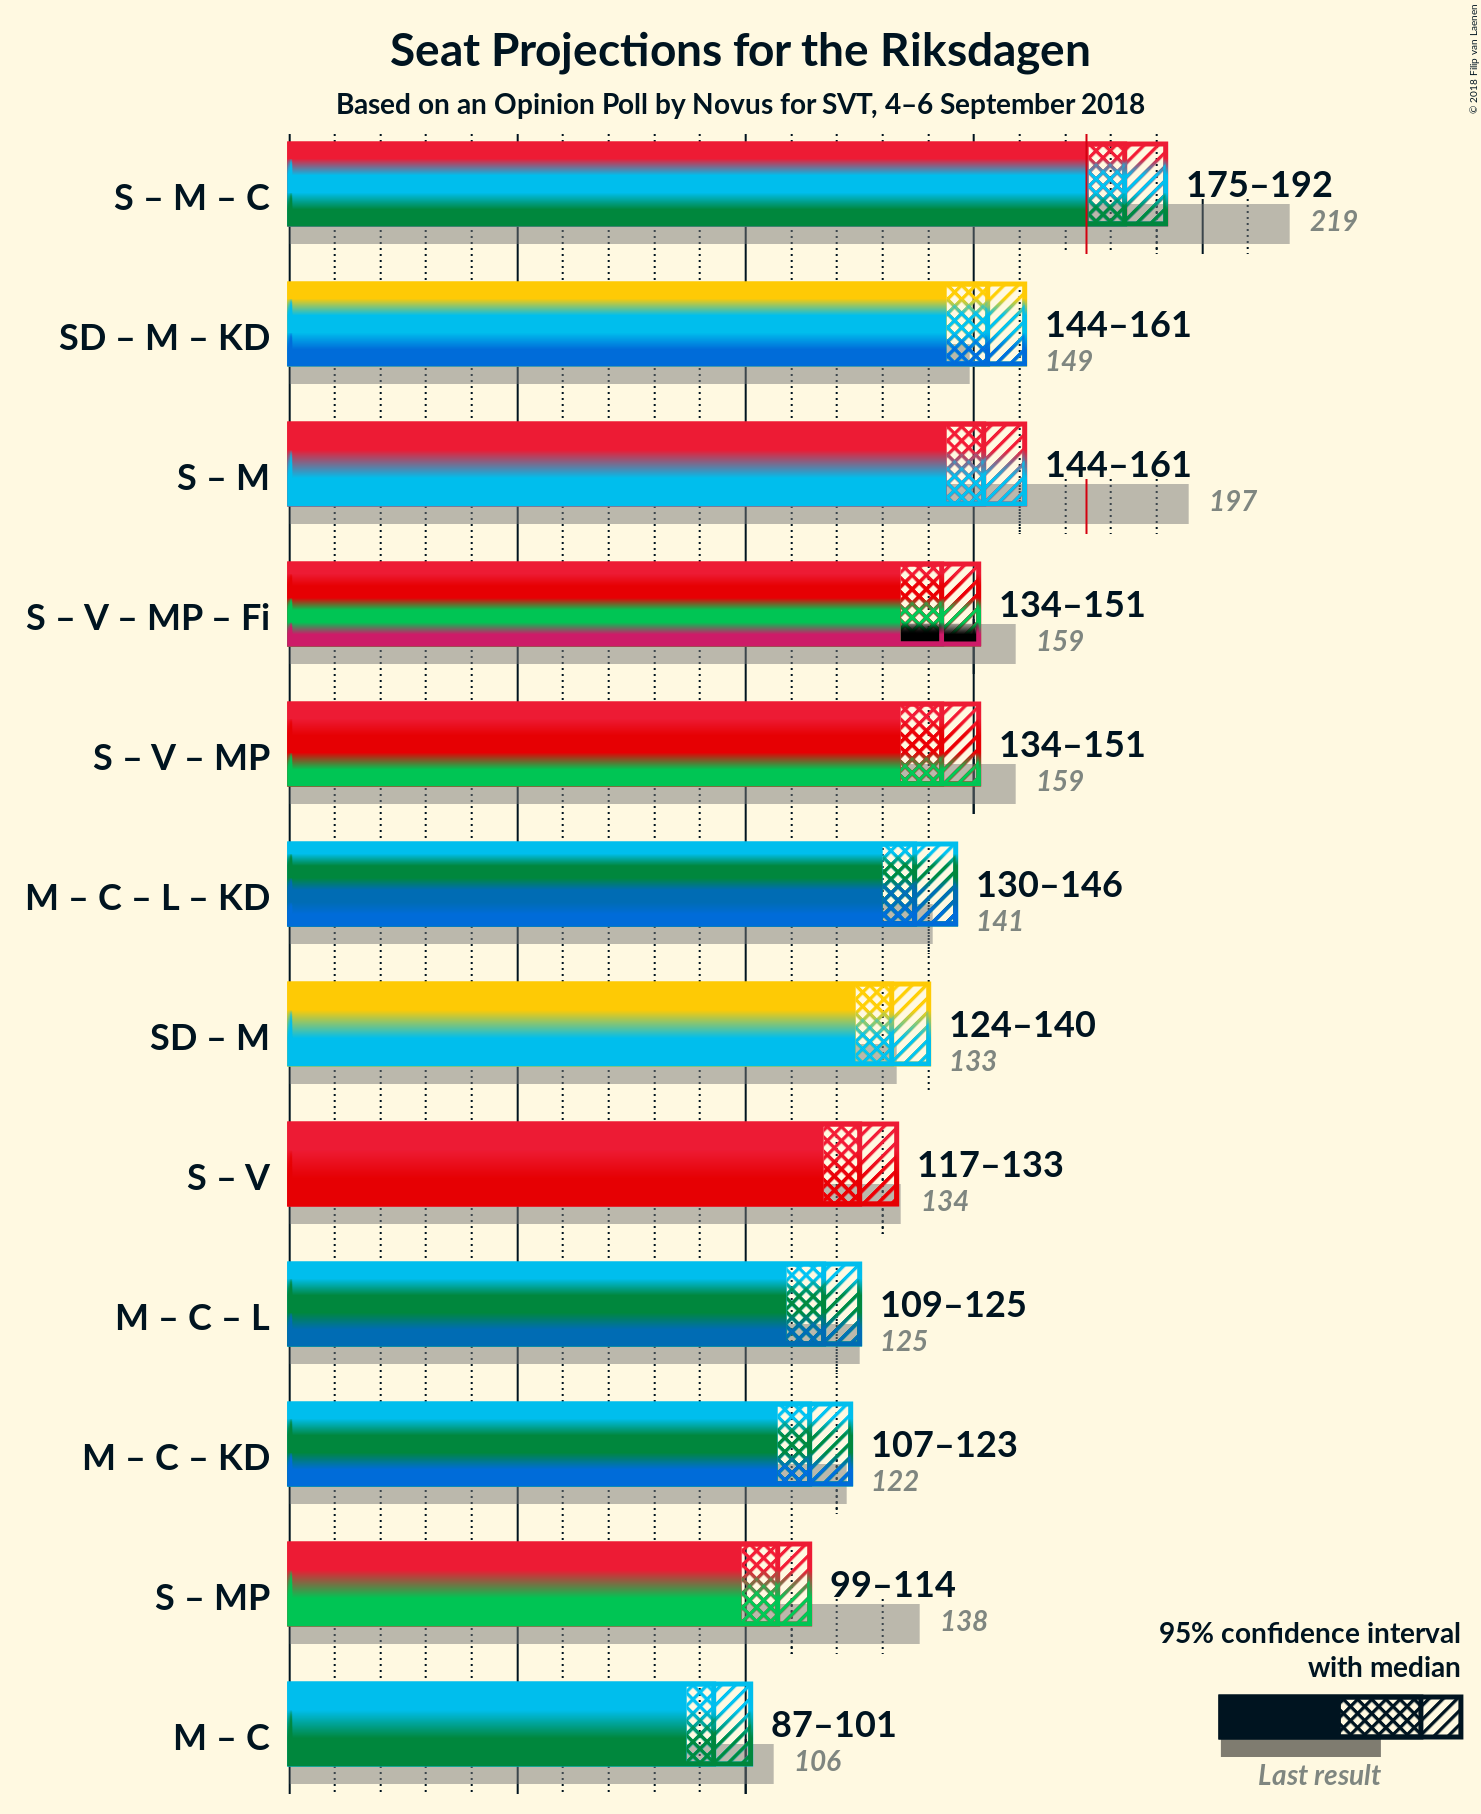 Seat Projections for the Riksdagen
Based on an Opinion Poll by Novus for SVT, 4–6 September 2018
© 2018 Filip van Laenen
S – M – C
175–192
219
SD – M – KD
144–161
149
S – M
144–161
197
S – V – MP – Fi
134–151
159
S – V – MP
134–151
159
M – C – L – KD
130–146
141
SD – M
124–140
133
S – V
117–133
134
M – C – L
109–125
125
M – C – KD
107–123
122
S – MP
99–114
138
M – C
87–101
106
95% confidence interval
with median
Last result